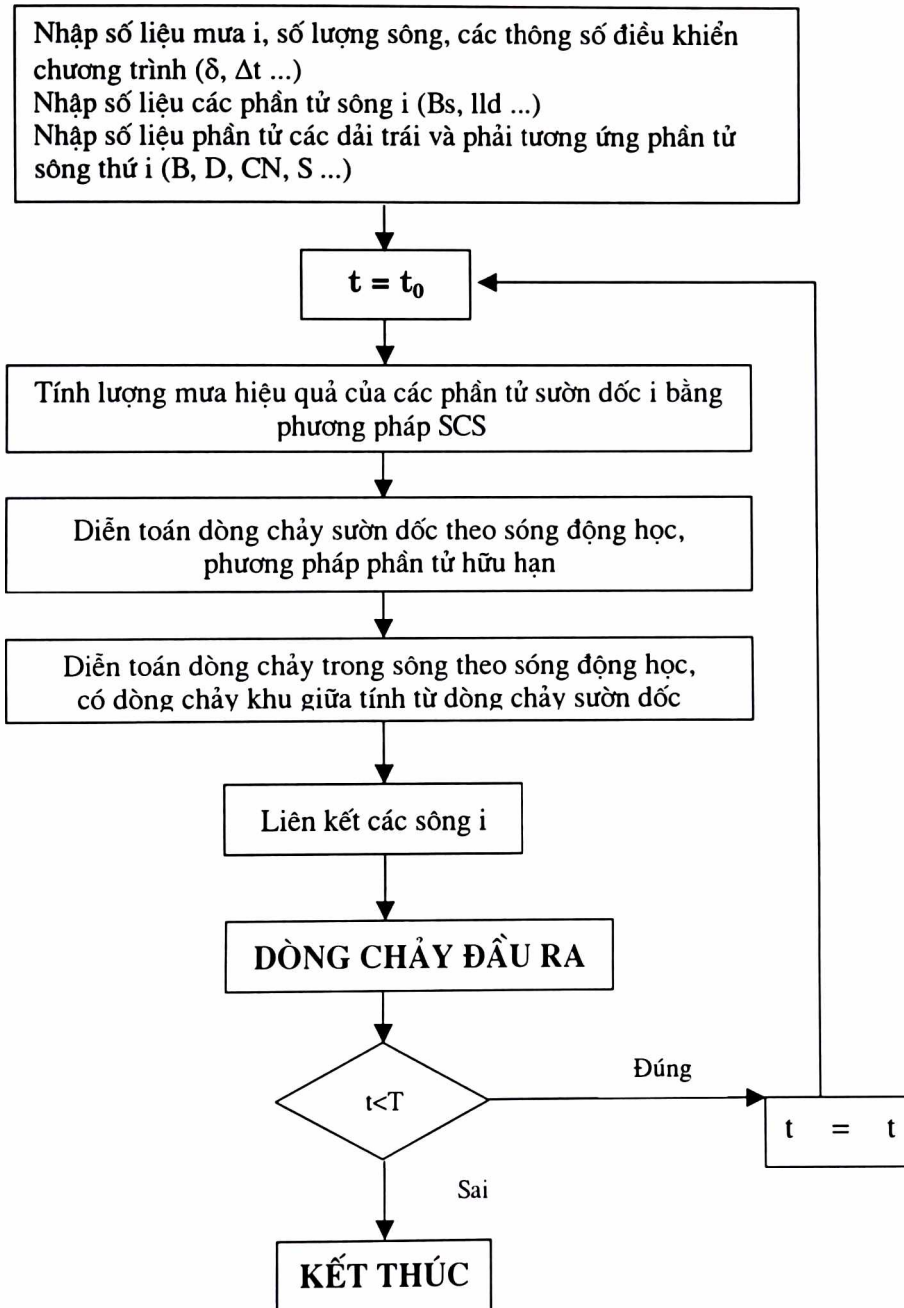 Nhập số liệu mưa i, số lượng sông, các thông số điều khiển
chương trình (δ, Δt ...)
Nhập số liệu các phần tử sông i (Bs, lld ...)
Nhập số liệu phần tử các dải trái và phải tương ứng phần tử
sông thứ i (B, D, CN, S ...)
t = t₀
Tính lượng mưa hiệu quả của các phần tử sườn dốc i bằng
phương pháp SCS
Diễn toán dòng chảy sườn dốc theo sóng động học,
phương pháp phần tử hữu hạn
Diễn toán dòng chảy trong sông theo sóng động học,
có dòng chảy khu giữa tính từ dòng chảy sườn dốc
Liên kết các sông i
DÒNG CHẢY ĐẦU RA
t<T
Đúng
t = t
Sai
KẾT THÚC